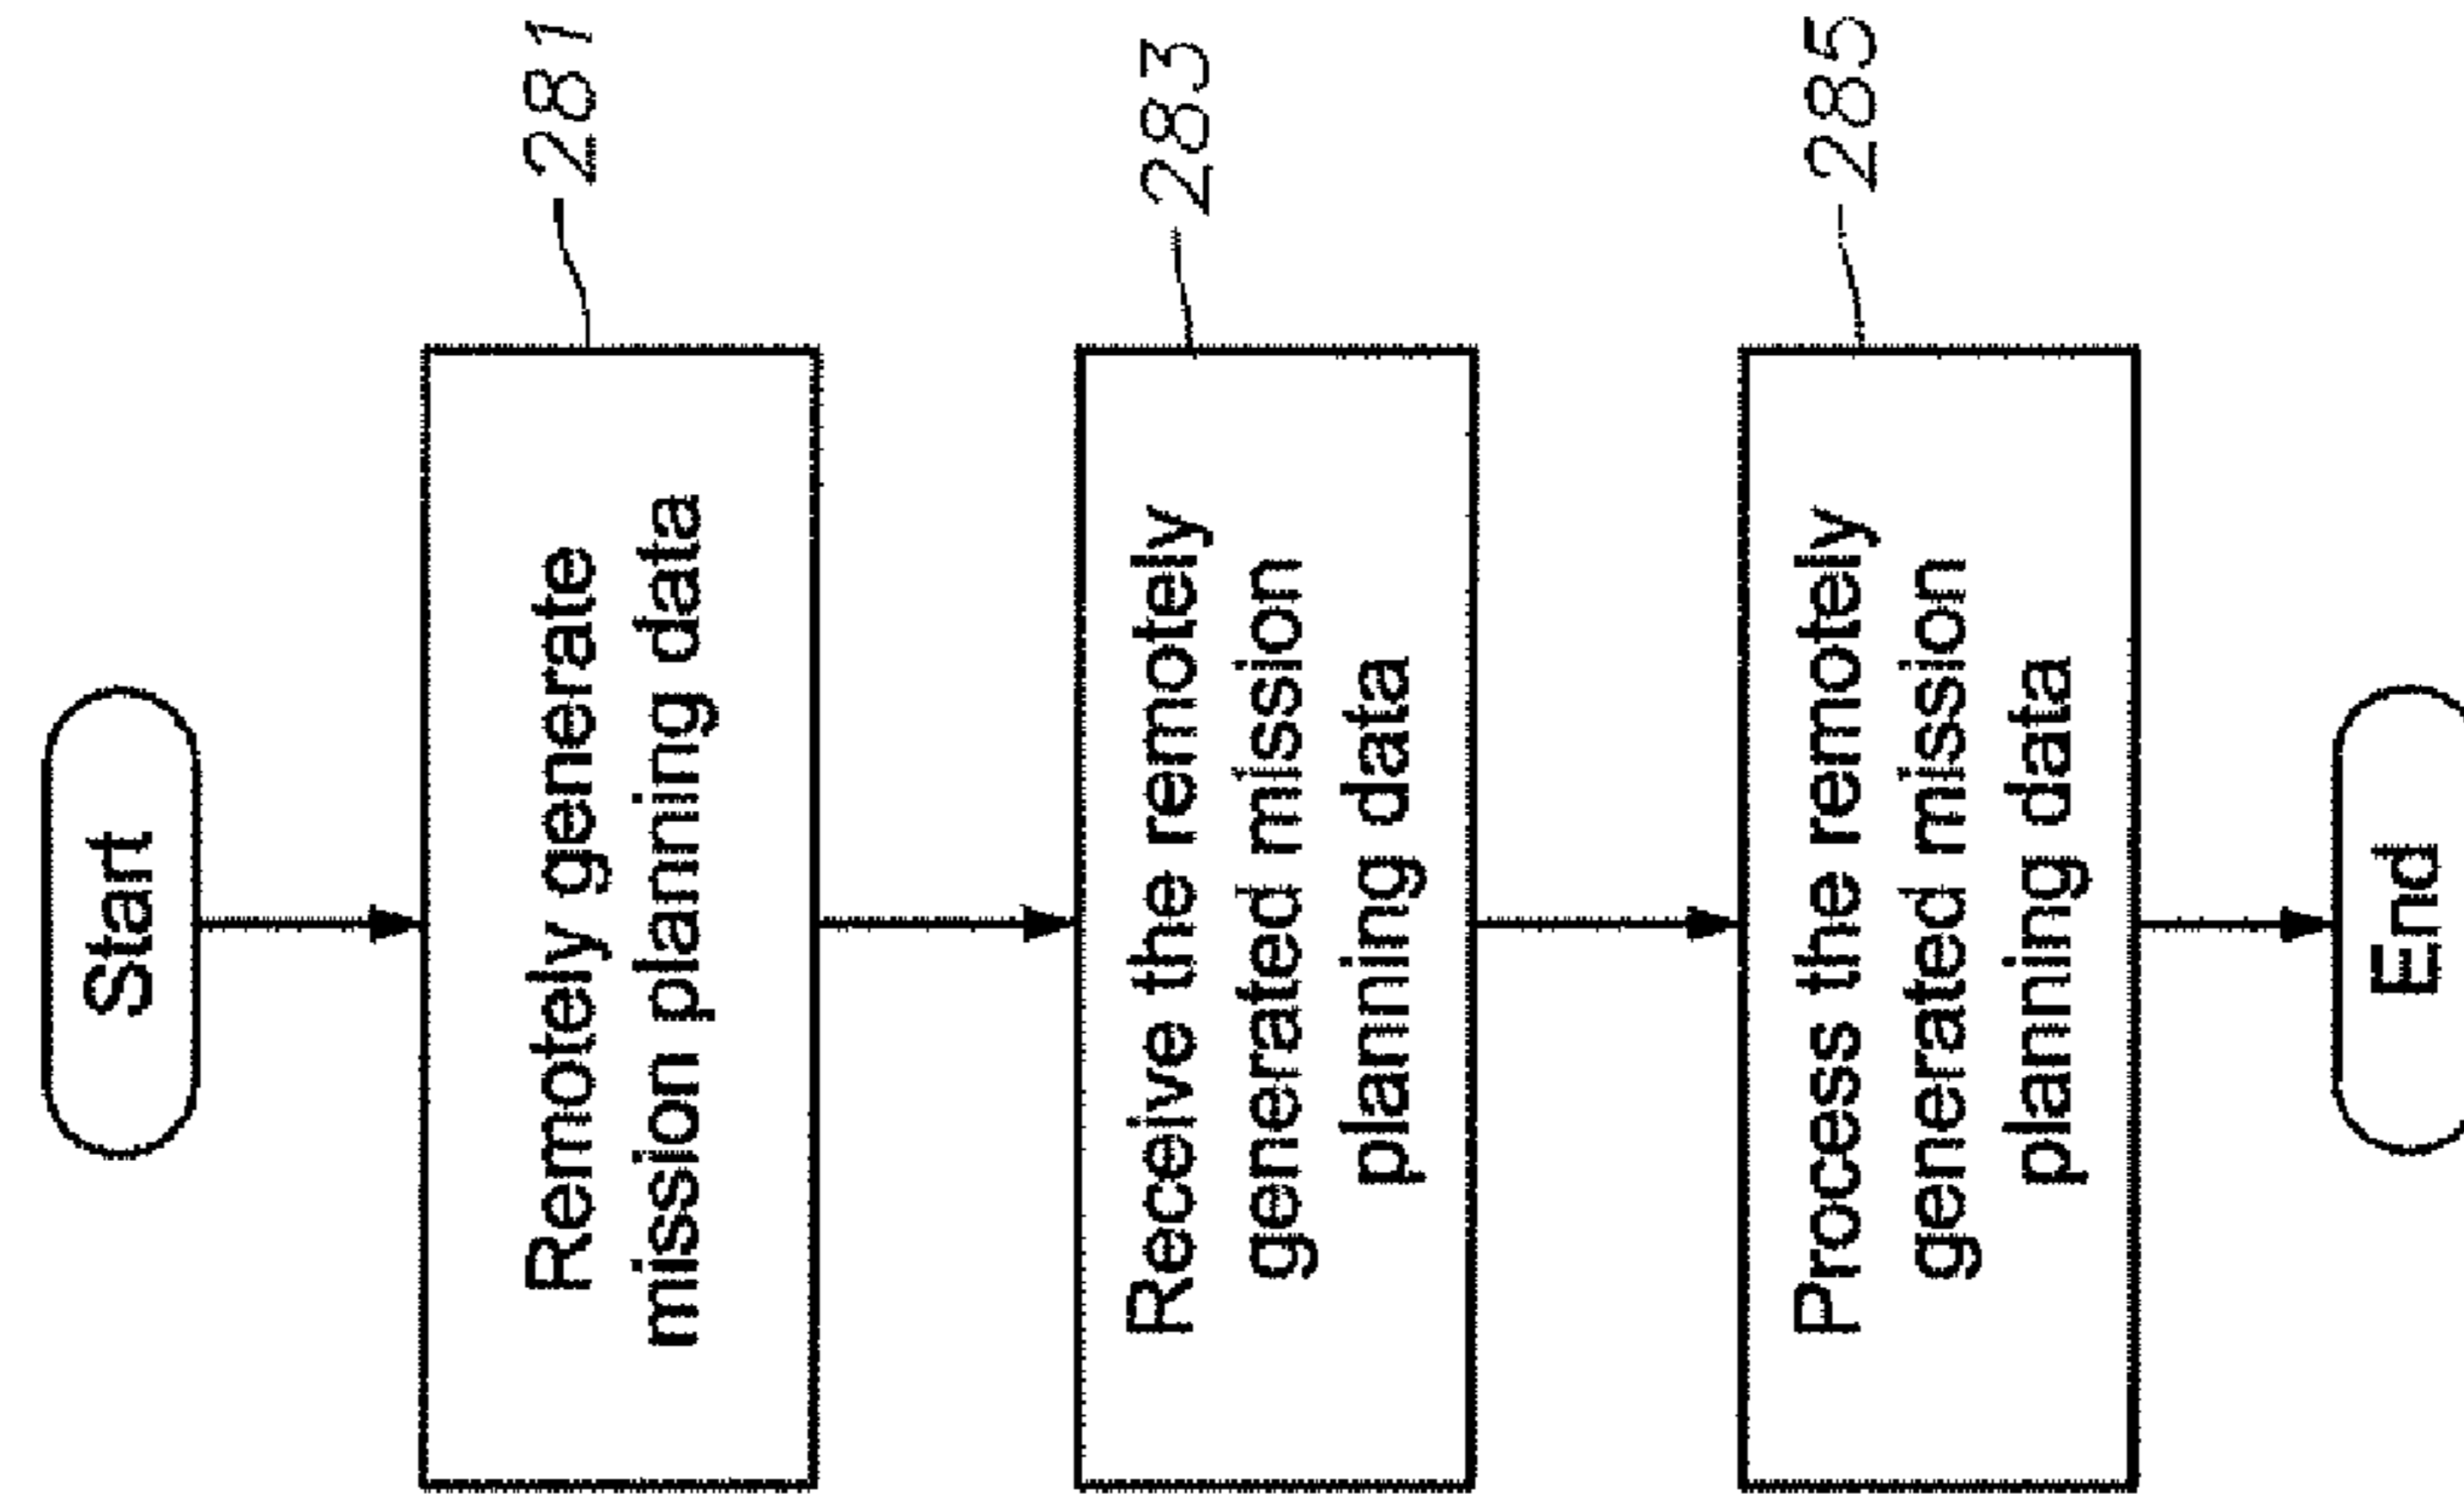 Start
Remotely generate
mission planning data
281
Receive the remotely
generated mission
planning data
283
Process the remotely
generated mission
planning data
285
End